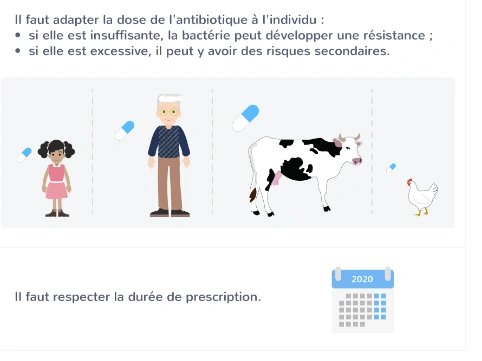 Il faut adapter la dose de l'antibiotique à l'individu :
• si elle est insuffisante, la bactérie peut développer une résistance ;
• si elle est excessive, il peut y avoir des risques secondaires.
Il faut respecter la durée de prescription.
2020